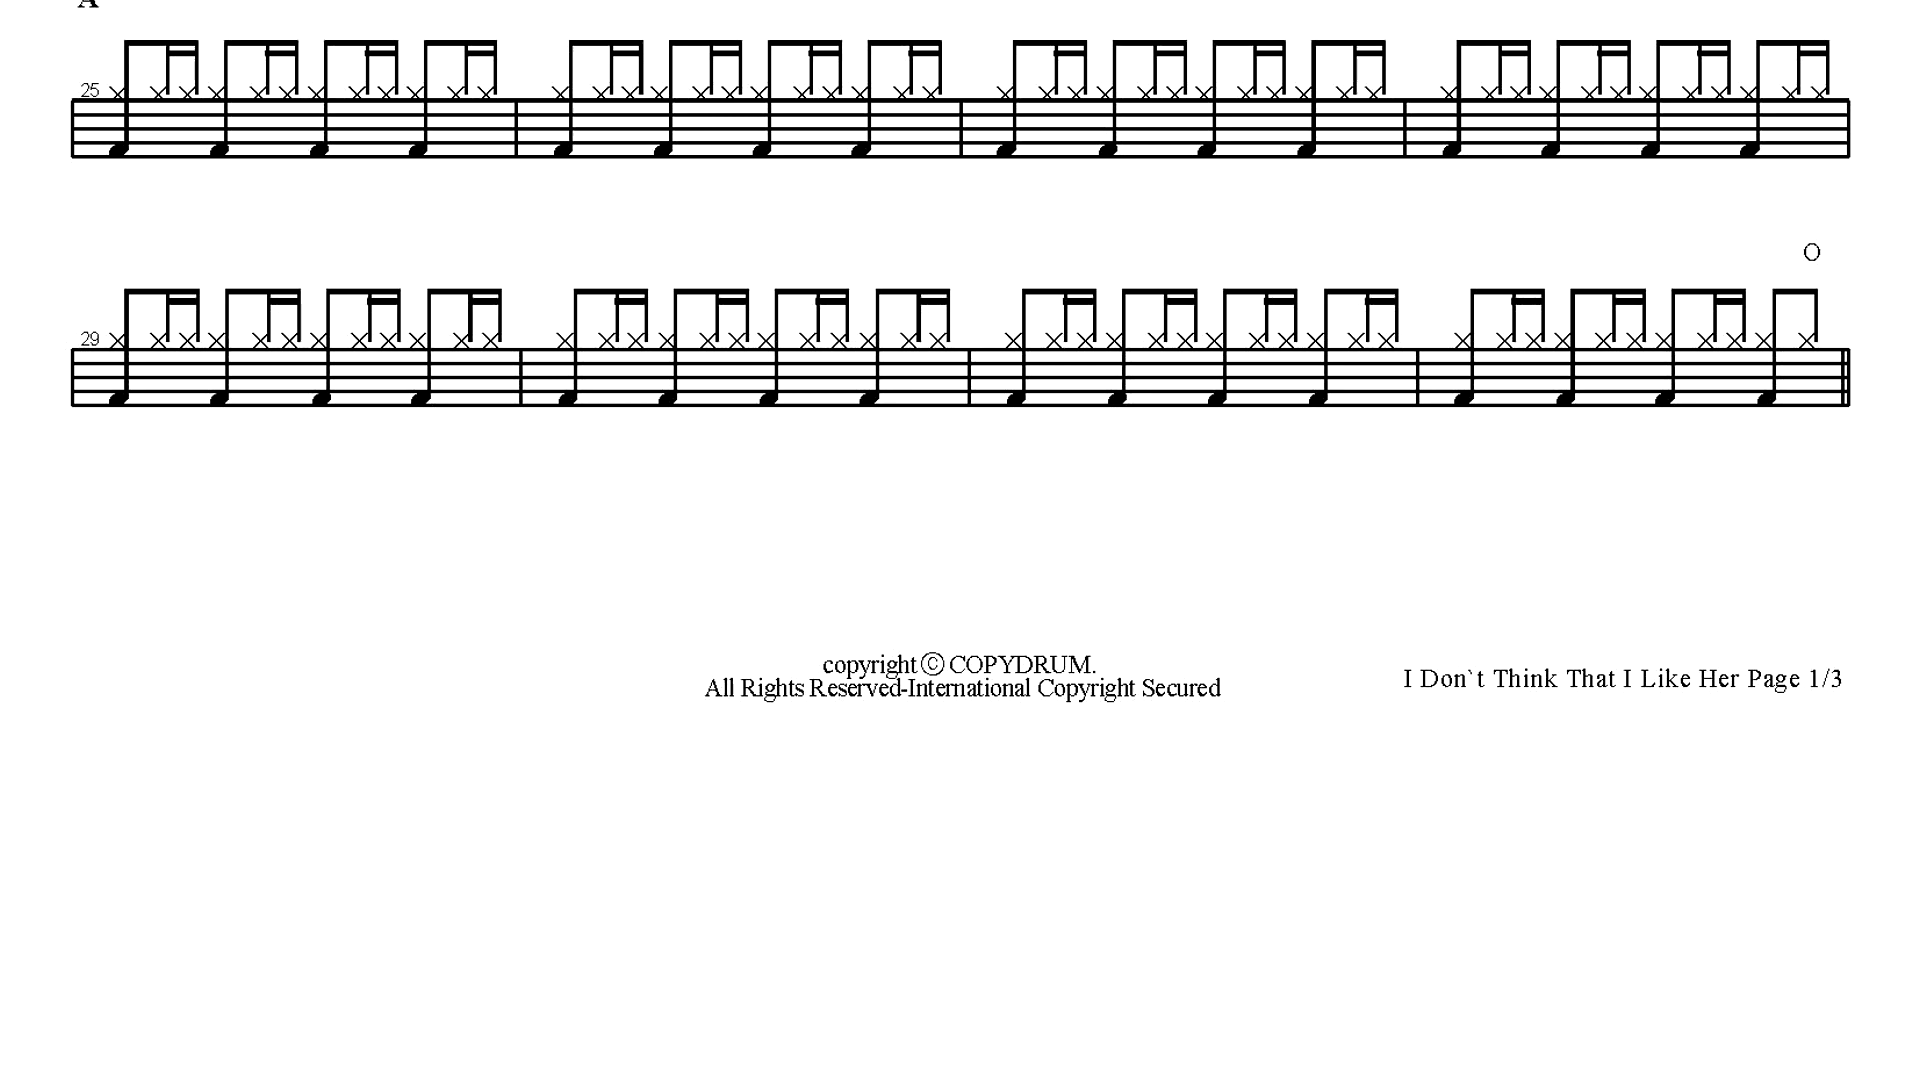 A
25
O
29
copyright ⓒ COPYDRUM.
All Rights Reserved-International Copyright Secured
I Don`t Think That I Like Her Page 1/3